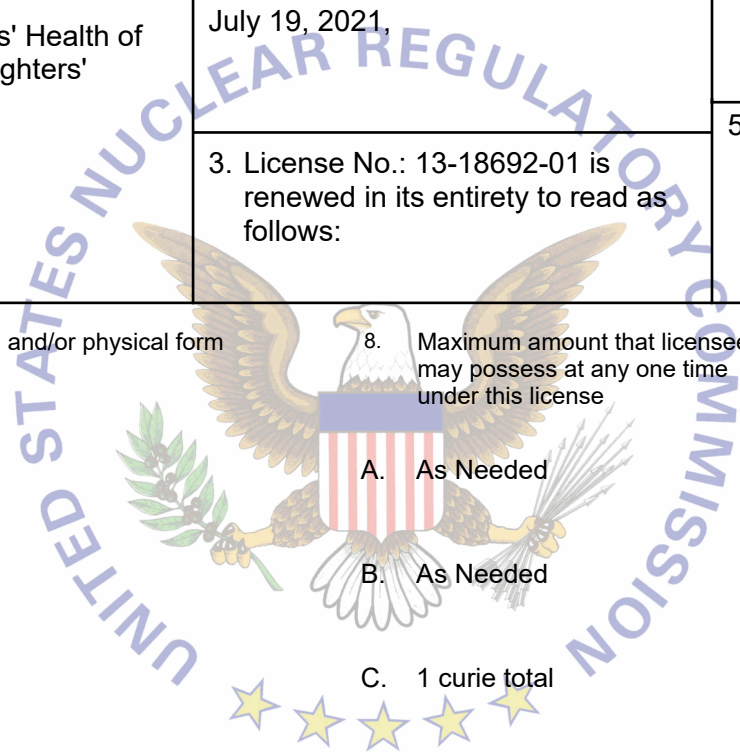 s' Health of
ghters'
July 19, 2021,
3. License No.: 13-18692-01 is
renewed in its entirety to read as
follows:
5
and/or physical form
8. Maximum amount that licensee
may possess at any one time
under this license
A. As Needed
B. As Needed
C. 1 curie total
UNITED STATES NUCLEAR REGULATORY COMMISSION